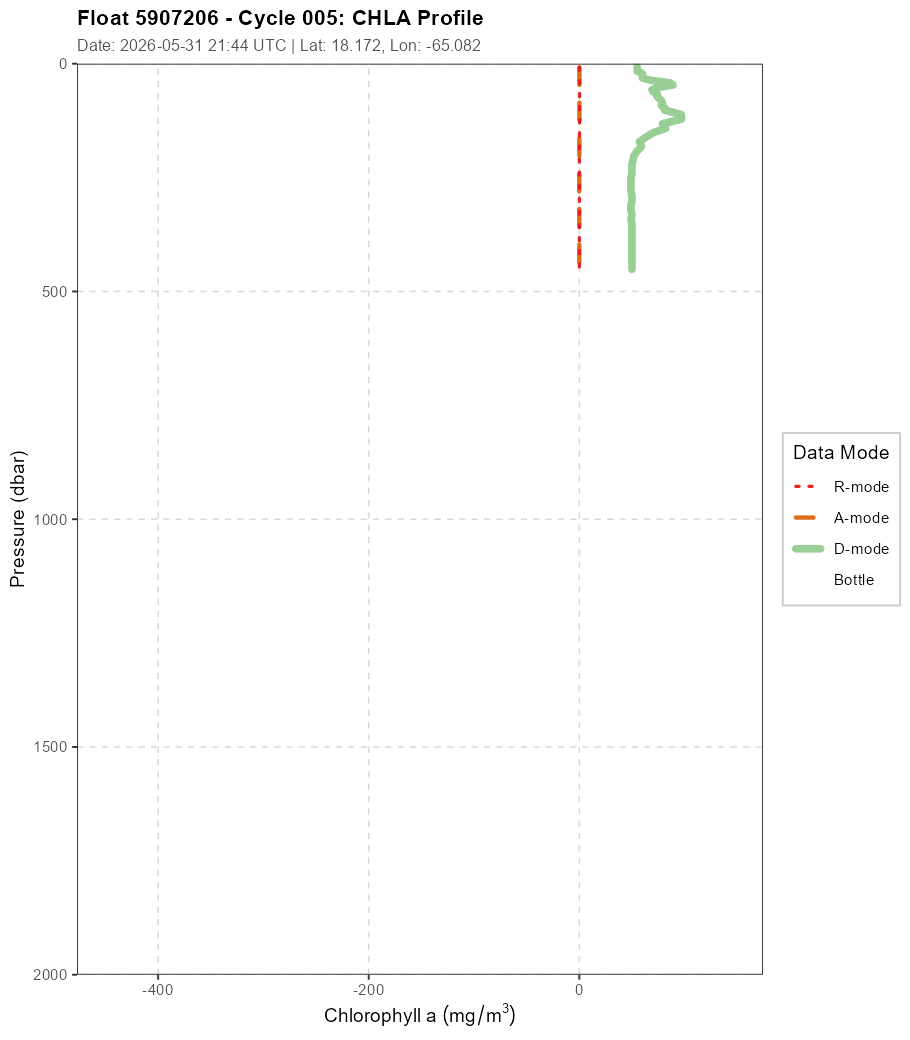 Float 5907206 - Cycle 005: CHLA Profile
Date: 2026-05-31 21:44 UTC | Lat: 18.172, Lon: -65.082
0
500
1000
1500
2000
Pressure (dbar)
-400
-200
0
Chlorophyll a (mg/m³)
Data Mode
R-mode
A-mode
D-mode
Bottle